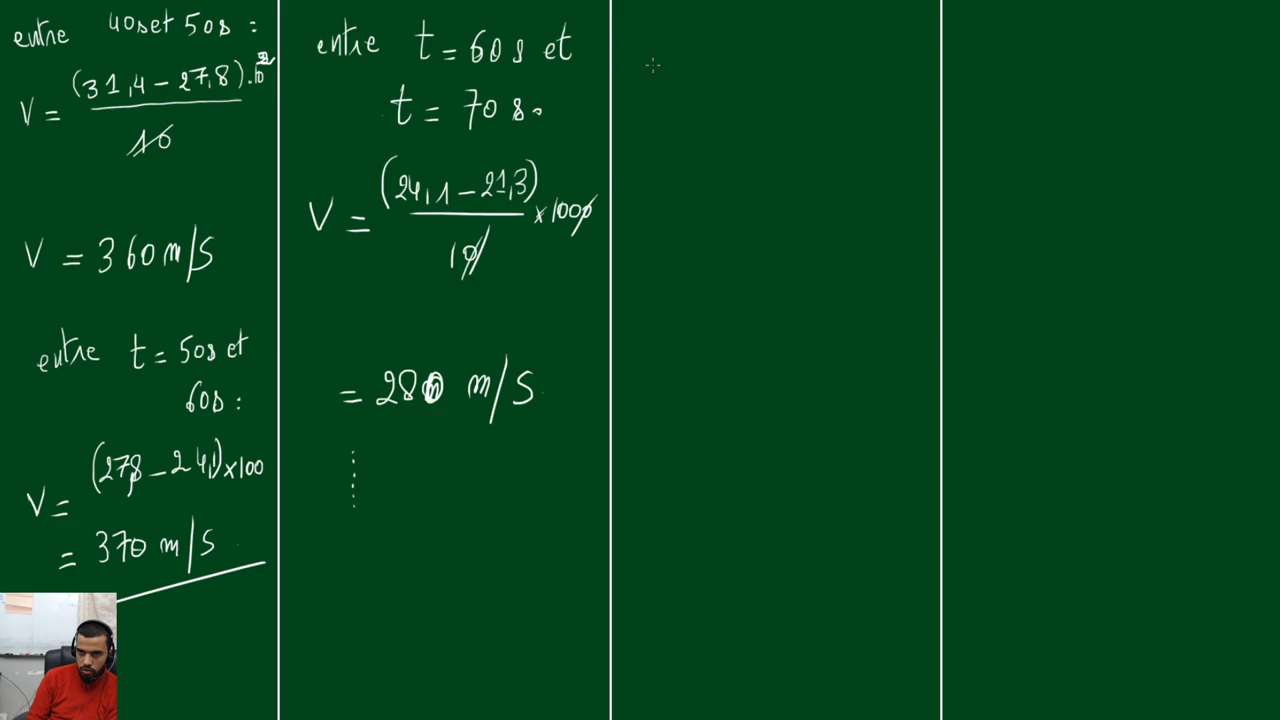 entre 40s et 50s :
V = (31,4 - 27,8).10²
10
V = 360 m/s
entre t = 50s et
60s :
V = (27,8 - 24,1) x 100
= 370 m/s
entre t = 60 s et
t = 70 s.
V = (24,1 - 21,3) x 1000
10
= 280 m/s